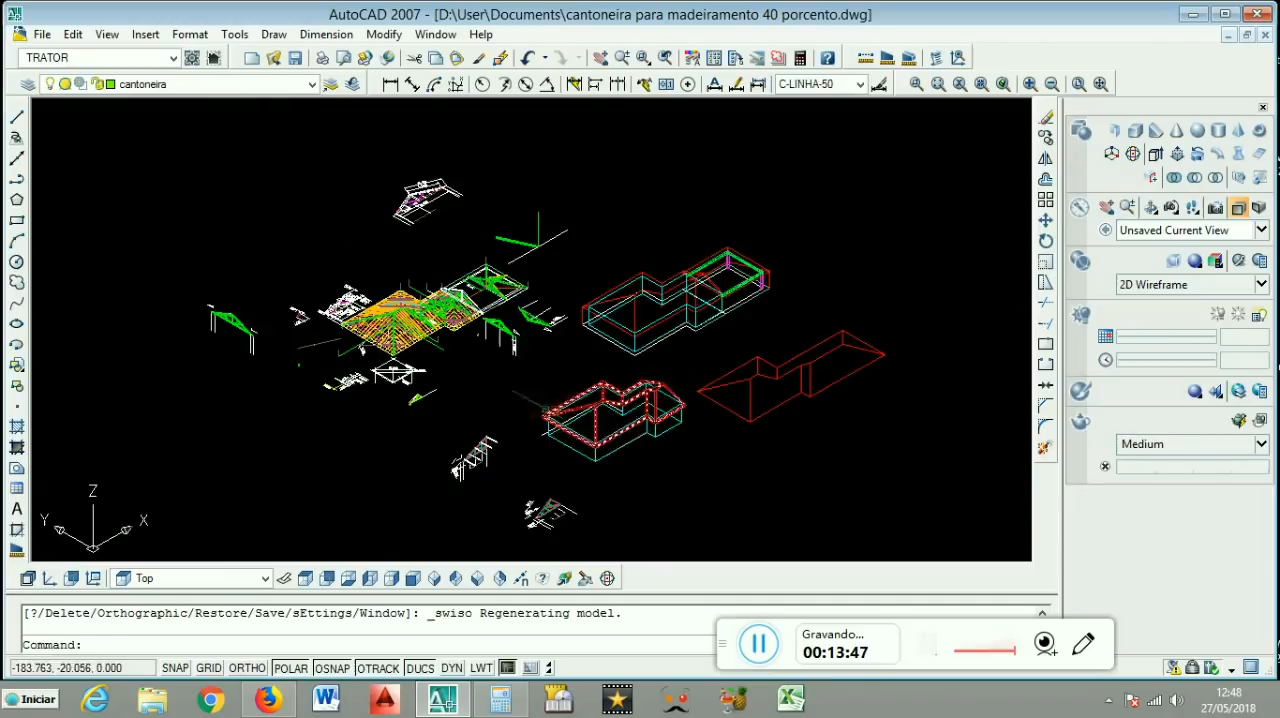 AutoCAD 2007 - [D:\User\Documents\cantoneira para madeiramento 40 porcento.dwg]
File Edit View Insert Format Tools Draw Dimension Modify Window Help
TRATOR
cantoneira
C-LINHA-50
Unsaved Current View
2D Wireframe
Medium
Z
Y
X
A
Top
[?/Delete/Orthographic/Restore/Save/sEttings/Window]: _swiso Regenerating model.
Command:
Gravando...
00:13:47
-183.763, -20.056, 0.000 SNAP GRID ORTHO POLAR OSNAP OTRACK DUCS DYN LWT
Iniciar
12:48
27/05/2018